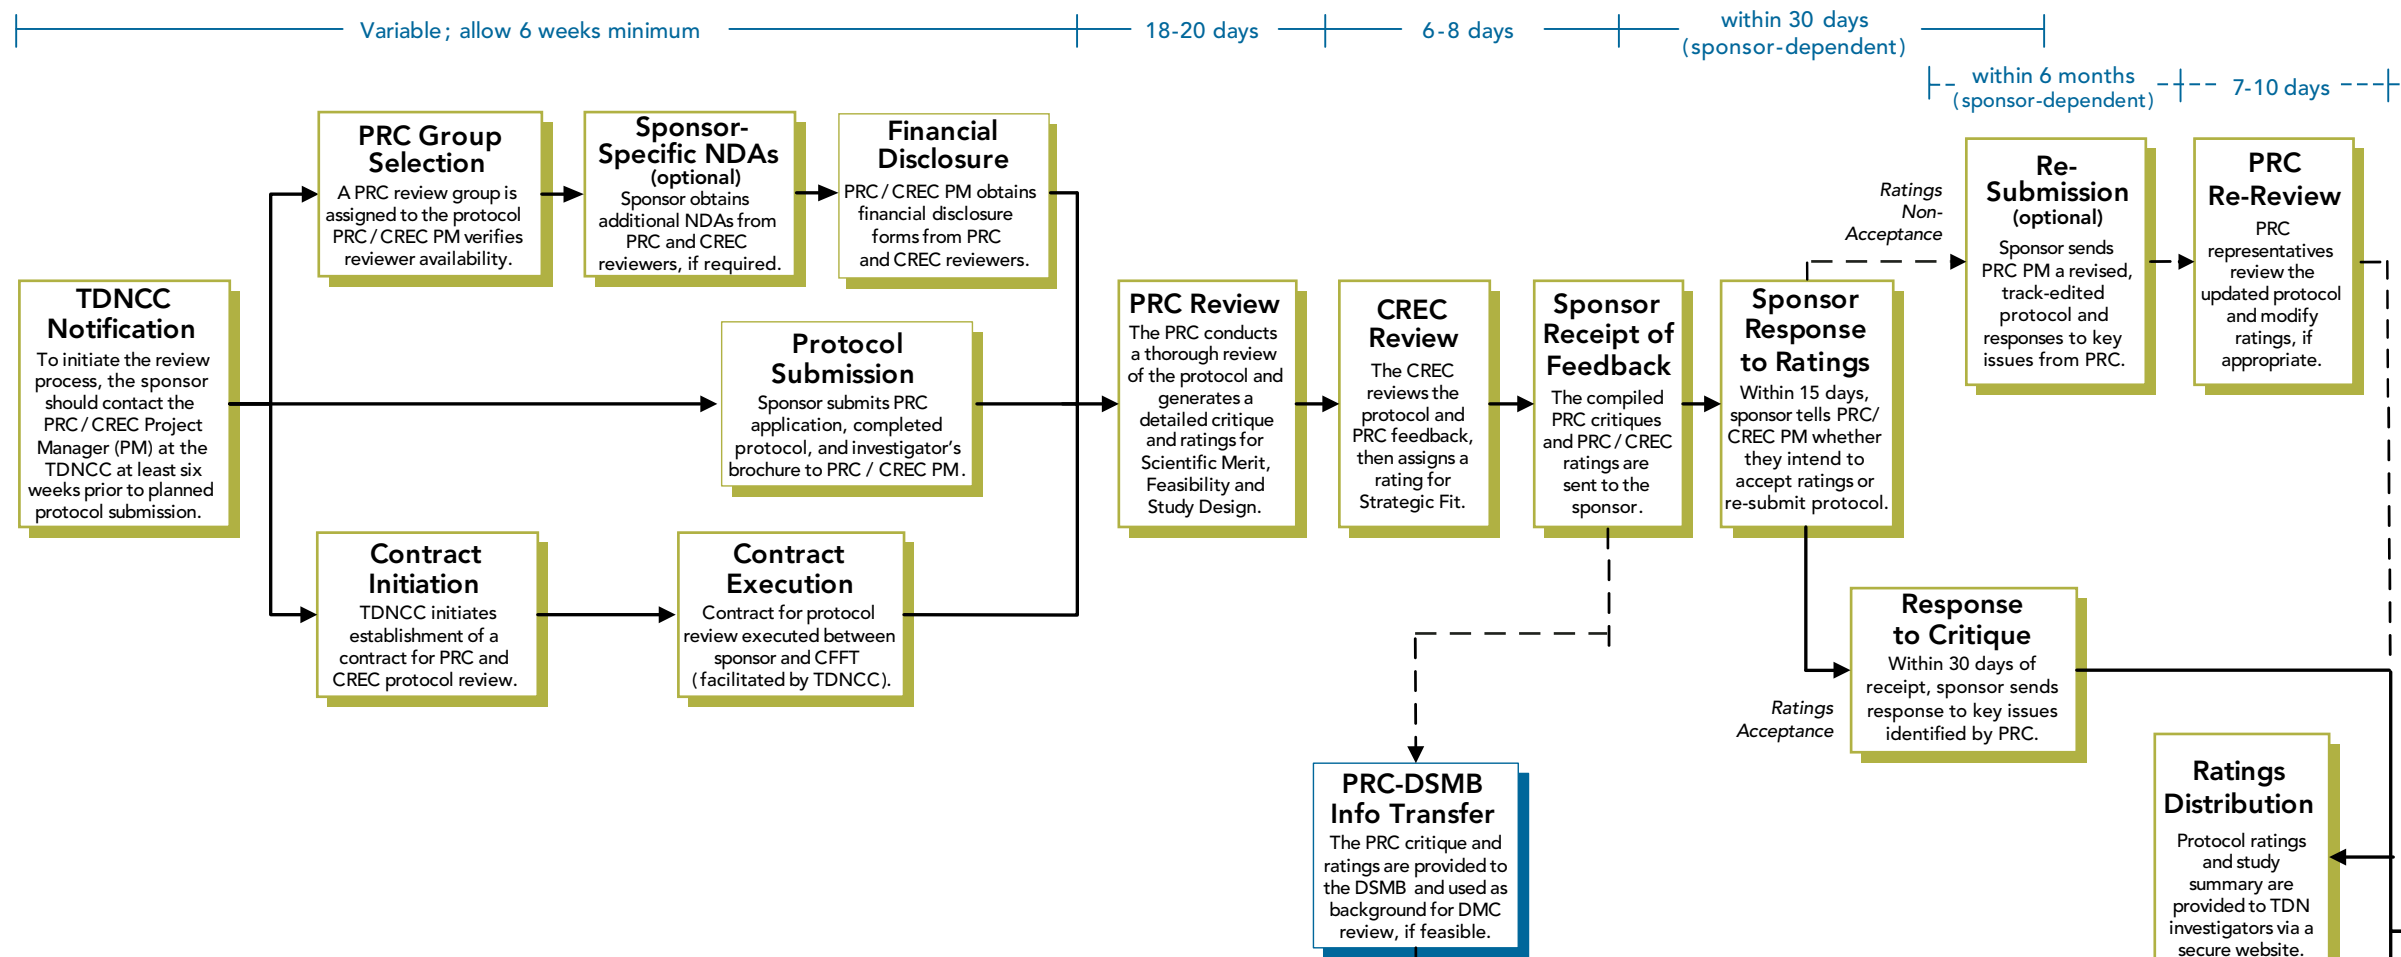 Variable; allow 6 weeks minimum
18-20 days
6-8 days
within 30 days
(sponsor-dependent)
within 6 months
(sponsor-dependent)
7-10 days
PRC Group
Selection
A PRC review group is
assigned to the protocol
PRC/CREC PM verifies
reviewer availability.
Sponsor-
Specific NDAs
(optional)
Sponsor obtains
additional NDAs from
PRC and CREC
reviewers, if required.
Financial
Disclosure
PRC/CREC PM obtains
financial disclosure
forms from PRC
and CREC reviewers.
TDNCC
Notification
To initiate the review
process, the sponsor
should contact the
PRC/CREC Project
Manager (PM) at the
TDNCC at least six
weeks prior to planned
protocol submission.
Protocol
Submission
Sponsor submits PRC
application, completed
protocol, and investigator's
brochure to PRC / CREC PM.
Contract
Initiation
TDNCC initiates
establishment of a
contract for PRC and
CREC protocol review.
Contract
Execution
Contract for protocol
review executed between
sponsor and CFFT
(facilitated by TDNCC).
PRC Review
The PRC conducts
a thorough review
of the protocol and
generates a
detailed critique
and ratings for
Scientific Merit,
Feasibility and
Study Design.
CREC
Review
The CREC
reviews the
protocol and
PRC feedback,
then assigns a
rating for
Strategic Fit.
Sponsor
Receipt of
Feedback
The compiled
PRC critiques
and PRC/CREC
ratings are
sent to the
sponsor.
Sponsor
Response
to Ratings
Within 15 days,
sponsor tells PRC/
CREC PM whether
they intend to
accept ratings or
re-submit protocol.
Ratings
Non-
Acceptance
Re-
Submission
(optional)
Sponsor sends
PRC PM a revised,
track-edited
protocol and
responses to key
issues from PRC.
PRC
Re-Review
PRC
representatives
review the
updated protocol
and modify
ratings, if
appropriate.
Ratings
Acceptance
Response
to Critique
Within 30 days of
receipt, sponsor sends
response to key issues
identified by PRC.
PRC-DSMB
Info Transfer
The PRC critique and
ratings are provided to
the DSMB and used as
background for DMC
review, if feasible.
Ratings
Distribution
Protocol ratings
and study
summary are
provided to TDN
investigators via a
secure website.